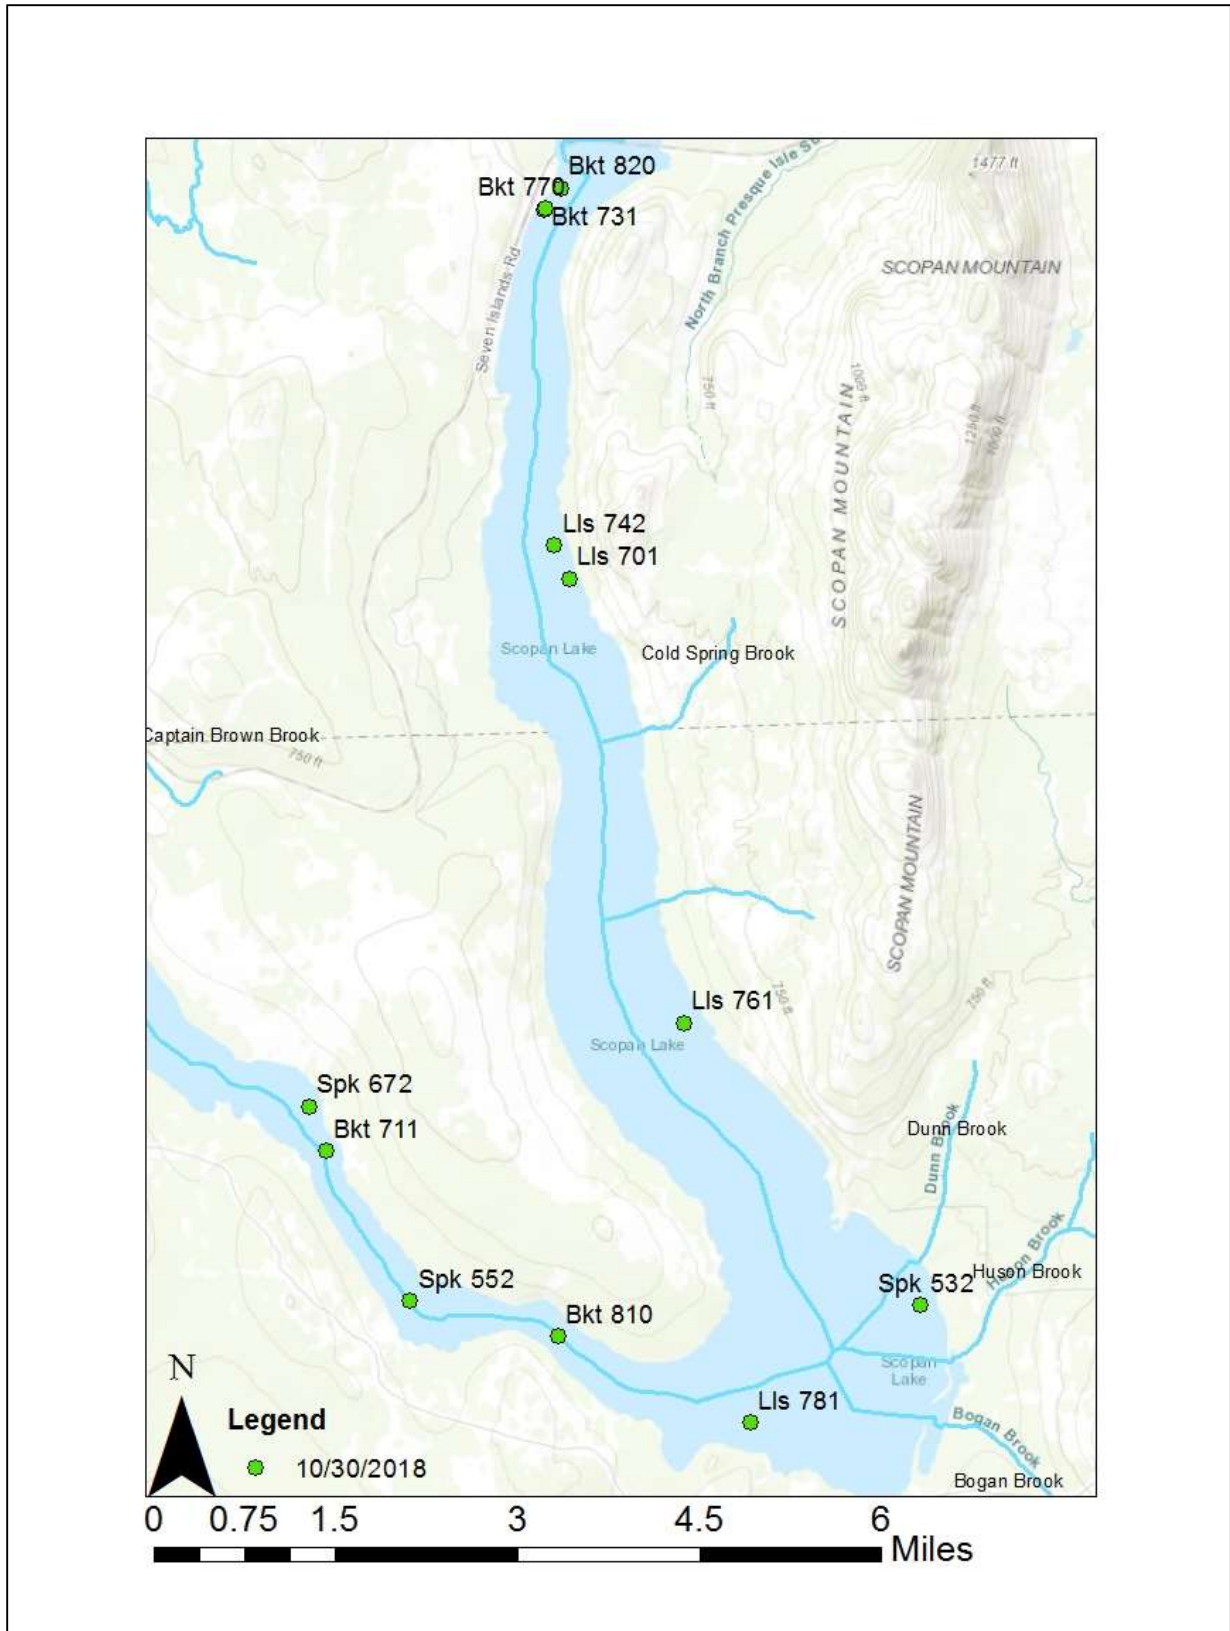 Bkt 820
Bkt 770
Bkt 731
1477 ft
North Branch Presque Isle
SCOPAN MOUNTAIN
Seven Islands Rd
750 ft
1000 ft
SCOPAN MOUNTAIN
1250 ft
Lls 742
Lls 701
Scopan Lake
Cold Spring Brook
Captain Brown Brook
750 ft
SCOPAN MOUNTAIN
Lls 761
750 ft
750 ft
Scopan Lake
Spk 672
Bkt 711
Dunn Brook
Dunn Brook
Huson Brook
Huson Brook
Spk 552
Spk 532
Bkt 810
Scopan
Lake
Lls 781
Bogan Brook
Bogan Brook
N
Legend
10/30/2018
0 0.75 1.5 3 4.5 6
Miles